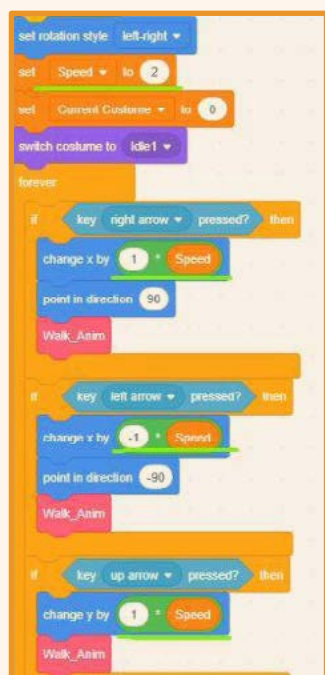 set rotation style left-right
set Speed to 2
set Current Custume to 0
switch costume to Idle1
forever
if key right arrow pressed? then
change x by 1 * Speed
point in direction 90
Walk_Anim
if key left arrow pressed? then
change x by -1 * Speed
point in direction -90
Walk_Anim
if key up arrow pressed? then
change y by 1 * Speed
Walk_Anim